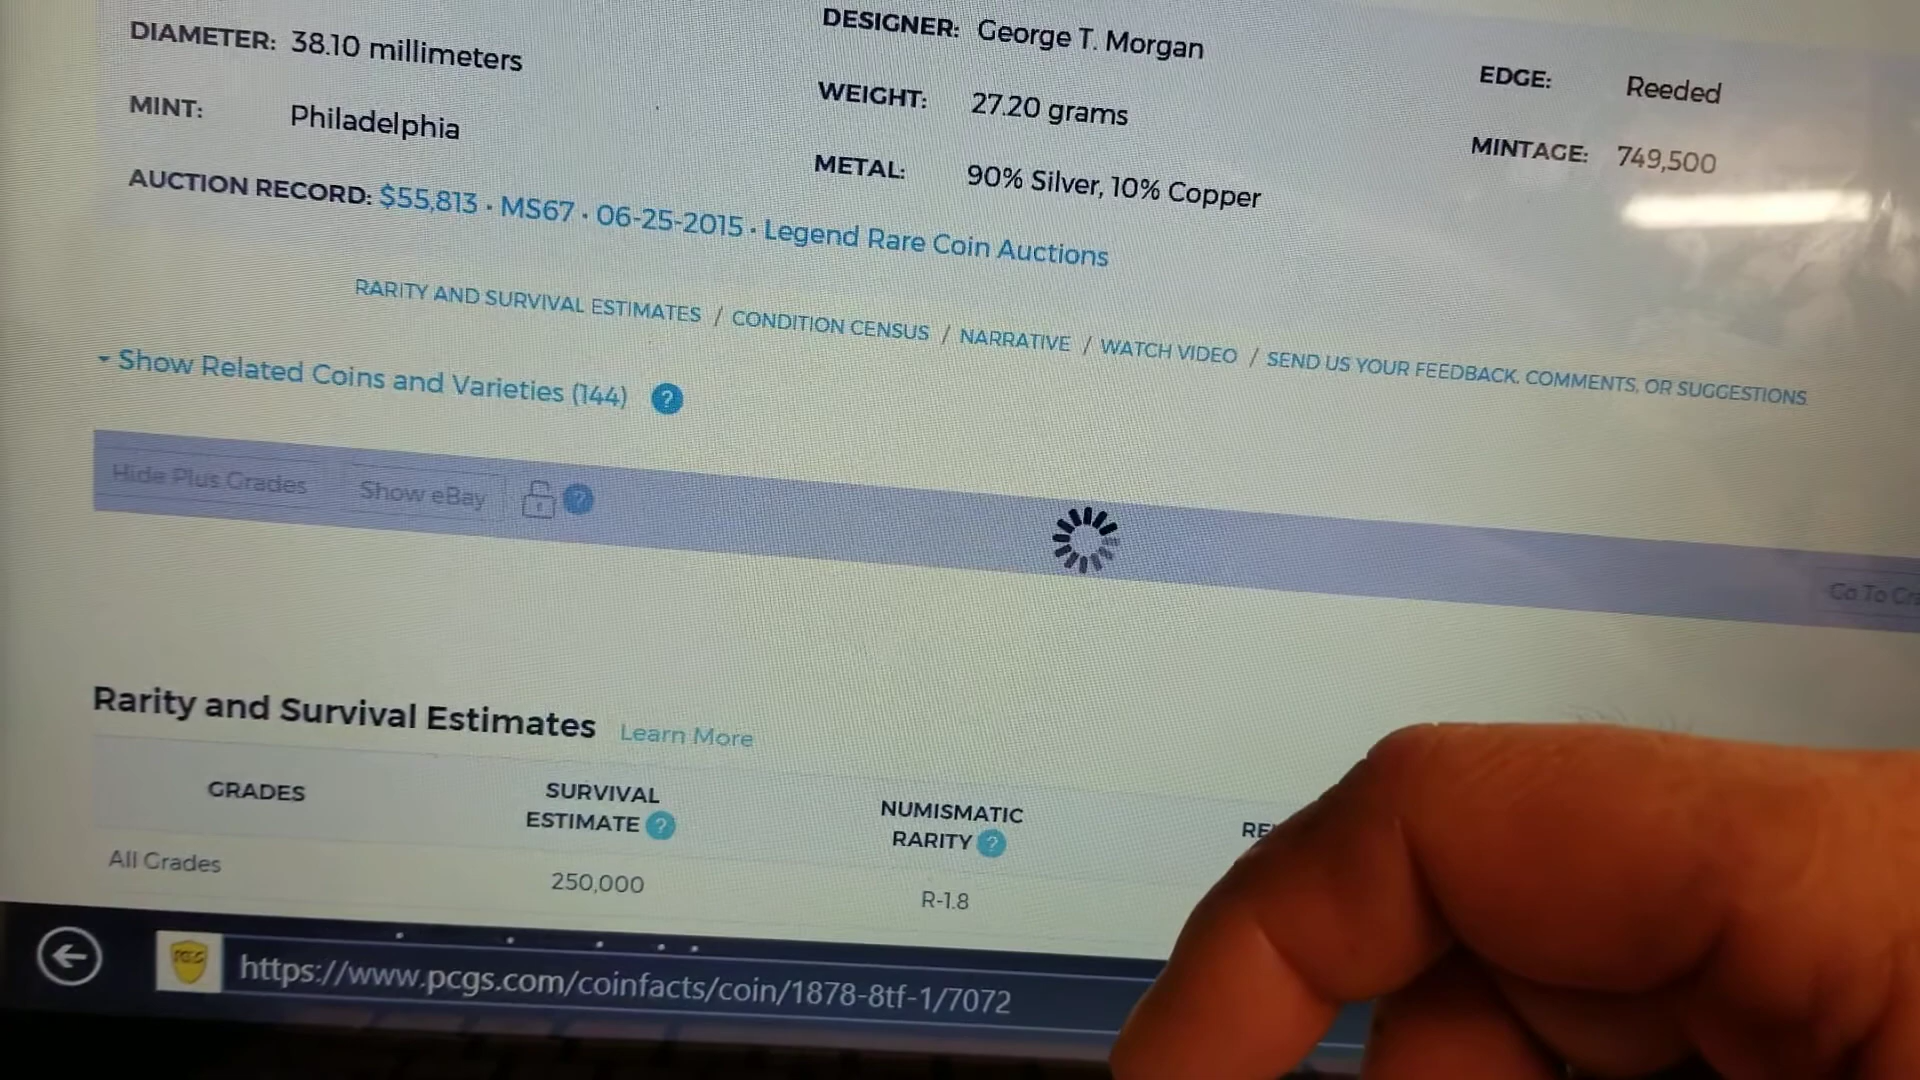 DIAMETER: 38.10 millimeters
DESIGNER: George T. Morgan
EDGE: Reeded
MINT: Philadelphia
WEIGHT: 27.20 grams
MINTAGE: 749,500
METAL: 90% Silver, 10% Copper
AUCTION RECORD: $55,813 · MS67 · 06-25-2015 · Legend Rare Coin Auctions
RARITY AND SURVIVAL ESTIMATES / CONDITION CENSUS / NARRATIVE / WATCH VIDEO / SEND US YOUR FEEDBACK, COMMENTS, OR SUGGESTIONS
Show Related Coins and Varieties (144) ?
Hide Plus Grades Show eBay ?
Go To
Rarity and Survival Estimates Learn More
GRADES
SURVIVAL
ESTIMATE ?
NUMISMATIC
RARITY ?
All Grades 250,000 R-1.8
https://www.pcgs.com/coinfacts/coin/1878-8tf-1/7072